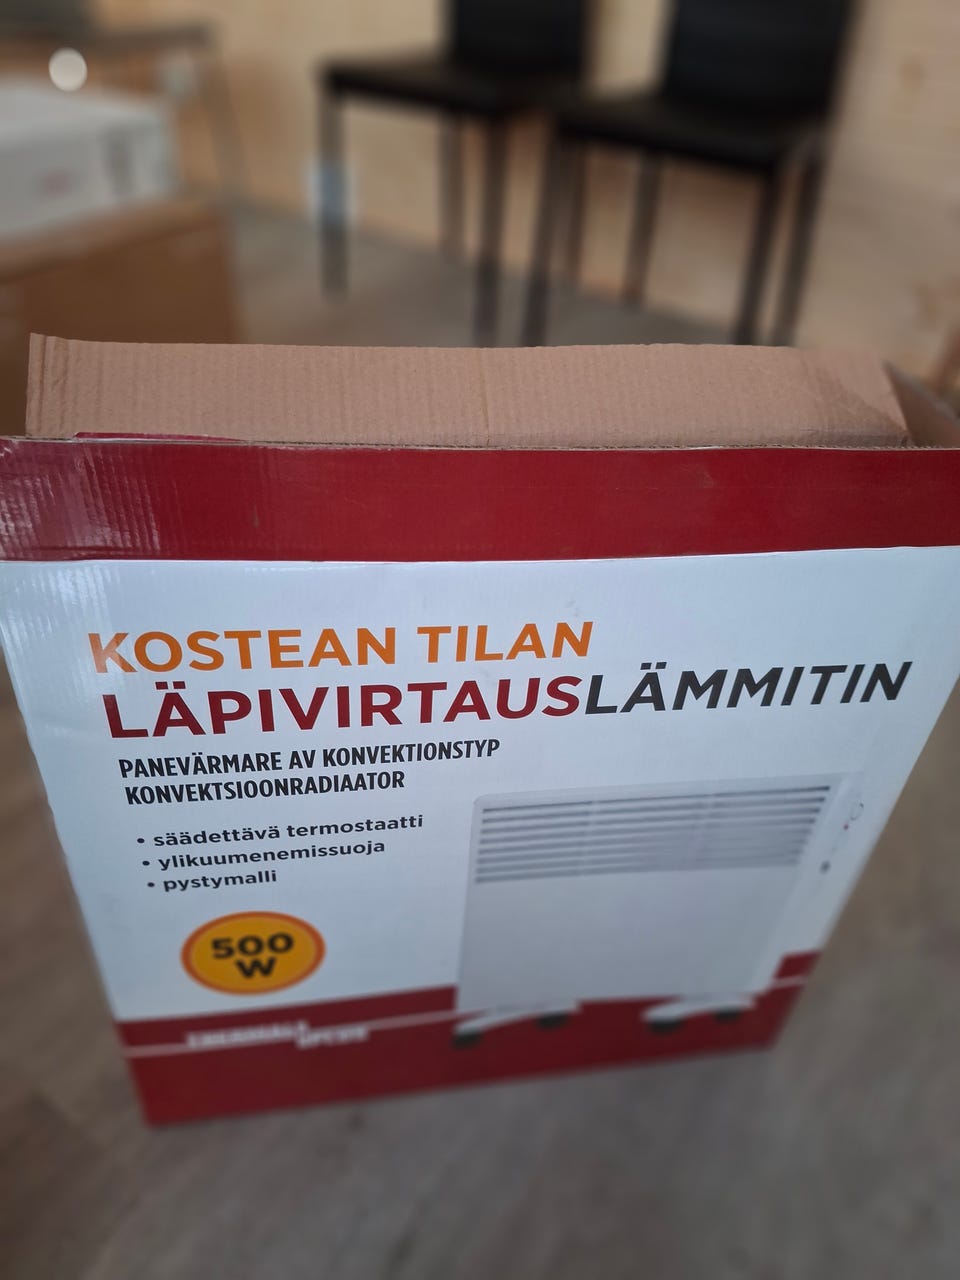 KOSTEAN TILAN
LÄPIVIRTAUSLÄMMITIN
PANEVÄRMARE AV KONVEKTIONSTYP
KONVEKTSIOONRADIAATOR
• säädettävä termostaatti
• ylikuumenemissuoja
• pystymalli
500
W